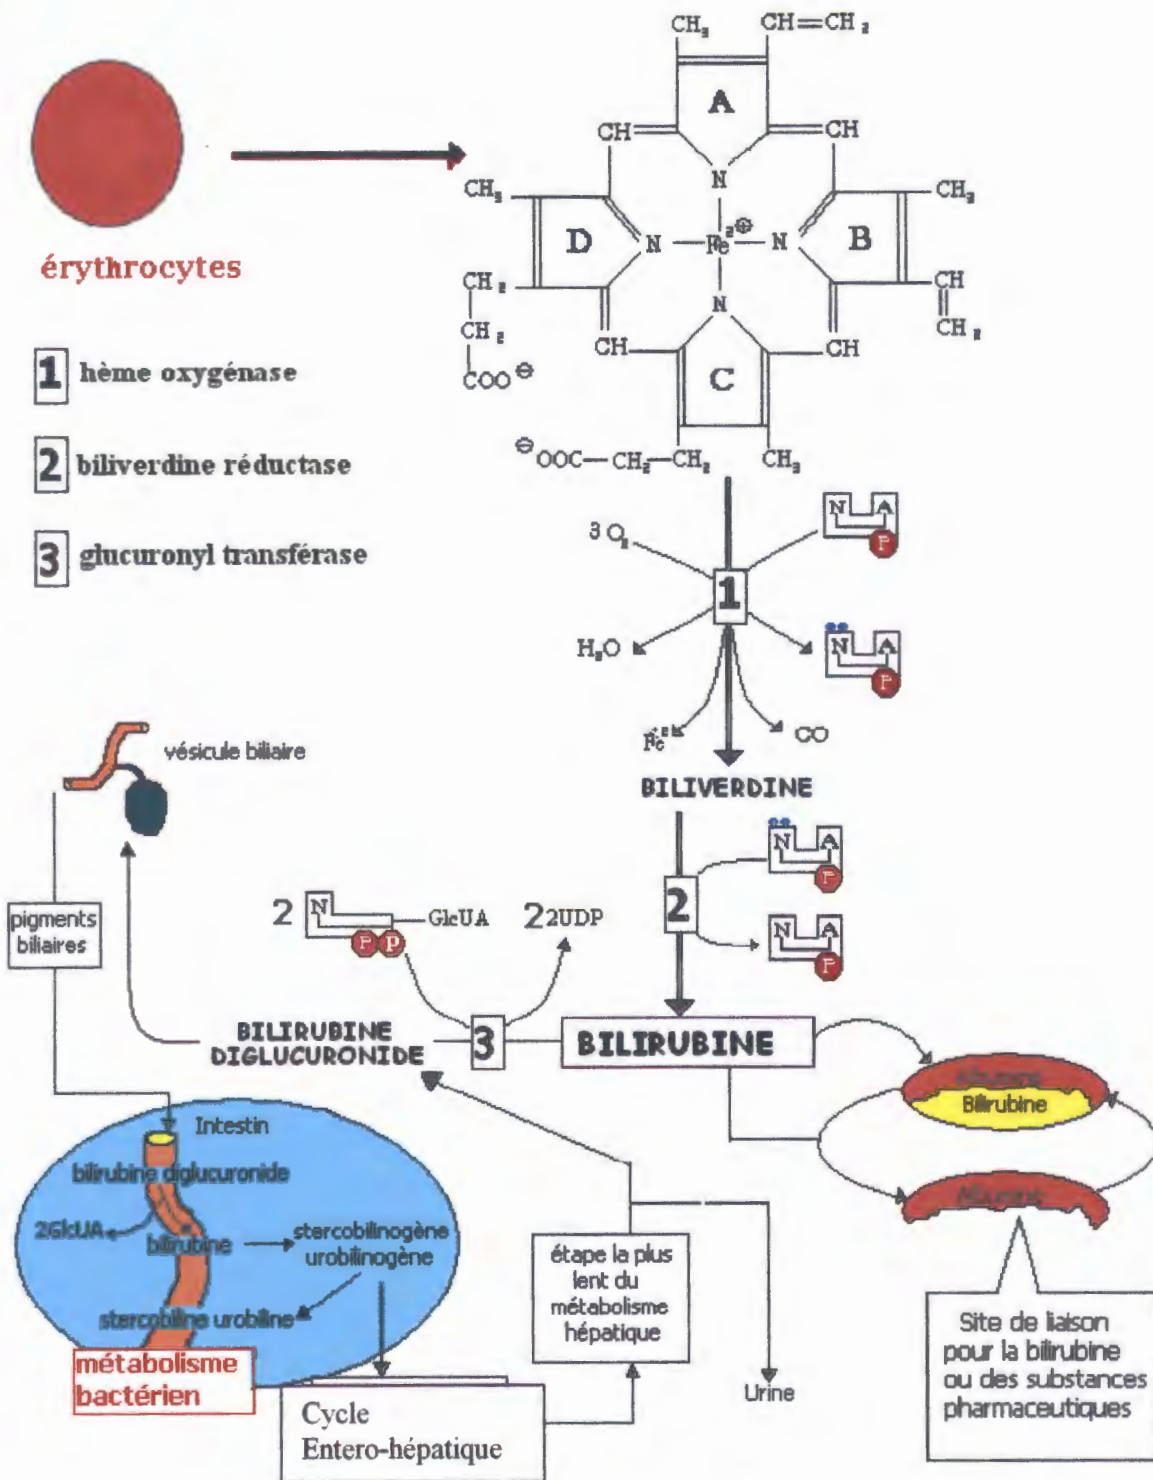 CH₃
CH=CH₂
A
CH
CH
N
CH₃
CH₃
D
N
Fe
2⊕
N
B
érythrocytes
CH₂
N
CH
CH₂
CH₂
CH
CH
COO⊖
C
1 hème oxygénase
⊖OOC—CH₂—CH₂
CH₃
2 biliverdine réductase
3 O₂
N A
P
3 glucuronyl transférase
1
H₂O
N A
P
Fe+2
CO
vésicule biliaire
BILIVERDINE
N A
P
2
pigments
biliaires
2 N
GlcUA
P P
22UDP
N A
P
BILIRUBINE
DIGLUCURONIDE
3
BILIRUBINE
Albumine
Bilirubine
Albumine
Intestin
bilirubine diglucuronide
2GlcUA
bilirubine
stercobilinogène
urobilinogène
stercobiline urobiline
métabolisme
bactérien
étape la plus
lent du
métabolisme
hépatique
Urine
Cycle
Entero-hépatique
Site de liaison
pour la bilirubine
ou des substances
pharmaceutiques